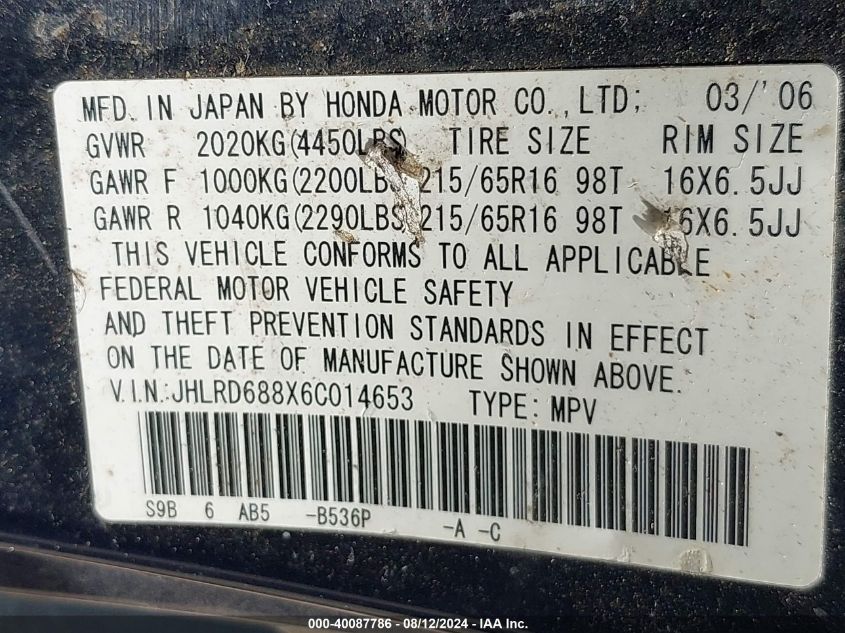 MFD. IN JAPAN BY HONDA MOTOR CO., LTD; 03/'06
GVWR 2020KG(4450LBS) TIRE SIZE RIM SIZE
GAWR F 1000KG(2200LB 215/65R16 98T 16X6.5JJ
GAWR R 1040KG(2290LBS 215/65R16 98T 16X6.5JJ
THIS VEHICLE CONFORMS TO ALL APPLICABLE
FEDERAL MOTOR VEHICLE SAFETY
AND THEFT PREVENTION STANDARDS IN EFFECT
ON THE DATE OF MANUFACTURE SHOWN ABOVE.
V.I.N.:JHLRD688X6C014653 TYPE: MPV
S9B 6 AB5 -B536P -A -C
000-40087786 - 08/12/2024 - IAA Inc.